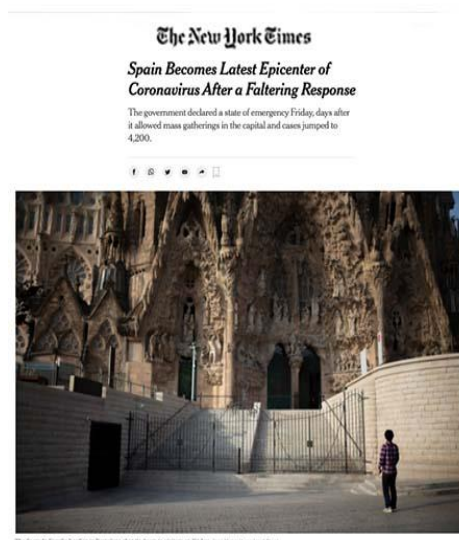 The New York Times
Spain Becomes Latest Epicenter of
Coronavirus After a Faltering Response
The government declared a state of emergency Friday, days after
it allowed mass gatherings in the capital and cases jumped to
4,200.